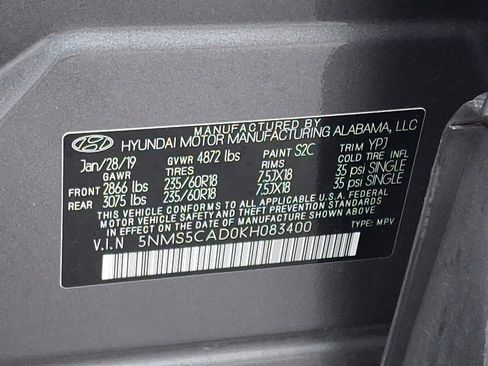 MANUFACTURED BY
HYUNDAI MOTOR MANUFACTURING ALABAMA, LLC
Jan/28/19 GVWR 4872 lbs PAINT S2C TRIM YPJ
GAWR TIRES RIMS COLD TIRE INFL
FRONT 2866 lbs 235/60R18 7.5JX18 35 psi SINGLE
REAR 3075 lbs 235/60R18 7.5JX18 35 psi SINGLE
THIS VEHICLE CONFORMS TO ALL APPLICABLE U.S.A. FEDERAL
MOTOR VEHICLE SAFETY STANDARDS IN EFFECT ON THE
DATE OF MANUFACTURE SHOWN ABOVE.
V.I.N 5NMS5CAD0KH083400 TYPE: MPV